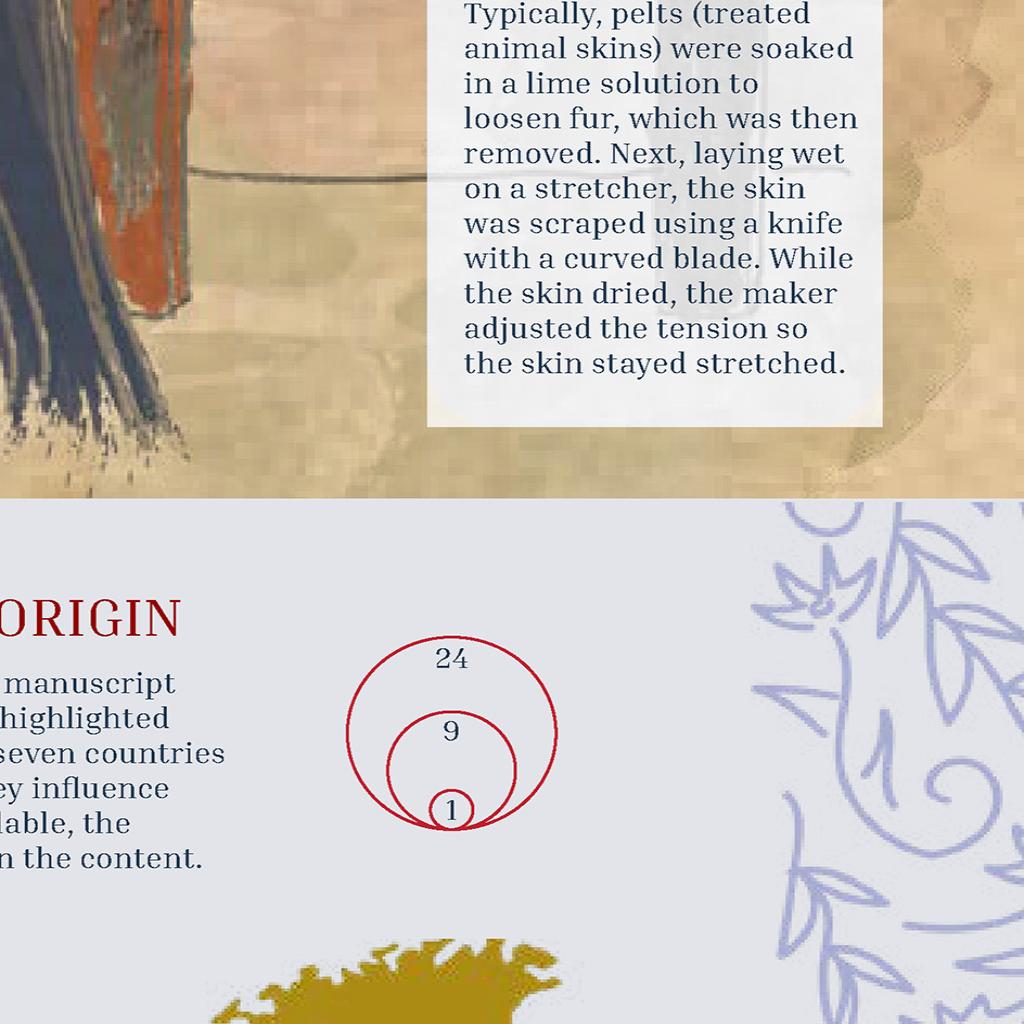 Typically, pelts (treated
animal skins) were soaked
in a lime solution to
loosen fur, which was then
removed. Next, laying wet
on a stretcher, the skin
was scraped using a knife
with a curved blade. While
the skin dried, the maker
adjusted the tension so
the skin stayed stretched.
ORIGIN
manuscript
highlighted
seven countries
influence
the
the content.
24
9
1